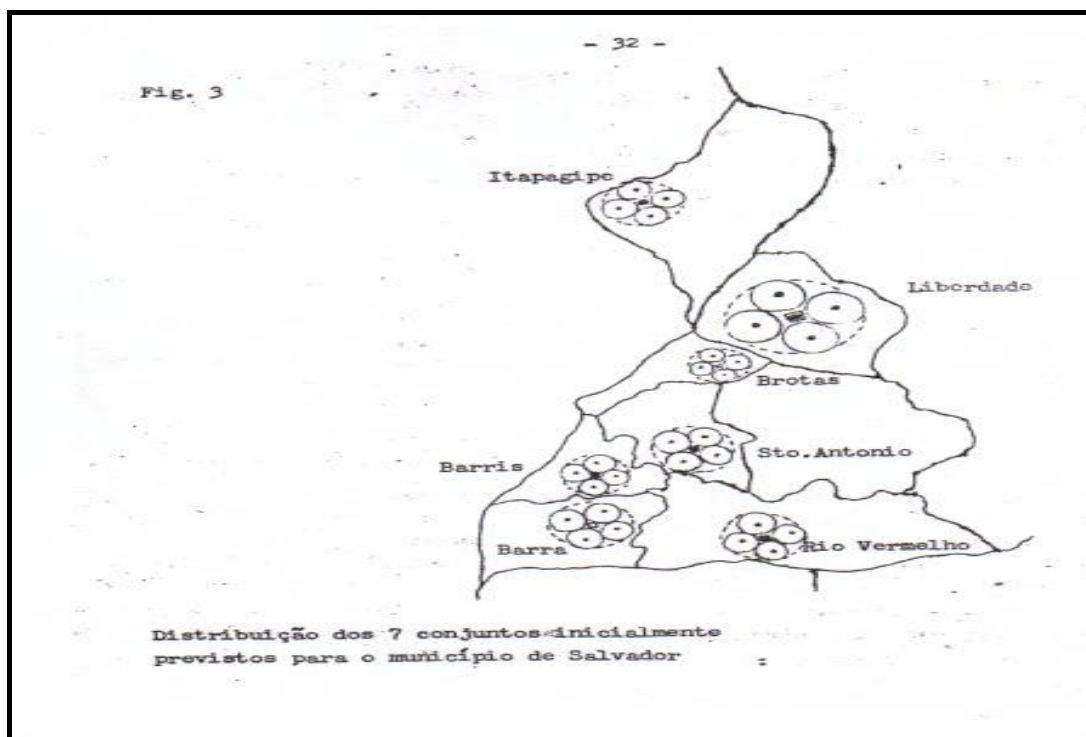 - 32 -
Fig. 3
Itapagipe
Liberdade
Brotas
Sto.Antonio
Barris
Barra
Rio Vermelho
Distribuição dos 7 conjuntos inicialmente
previstos para o município de Salvador